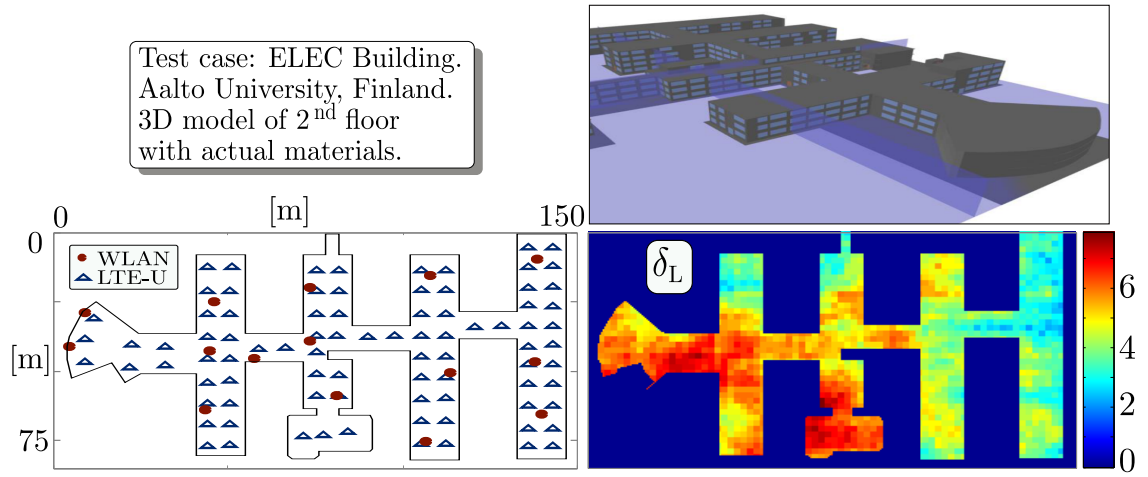 Test case: ELEC Building.
Aalto University, Finland.
3D model of 2nd floor
with actual materials.
0 [m] 150
0
WLAN
LTE-U
[m]
75
δL
6
4
2
0